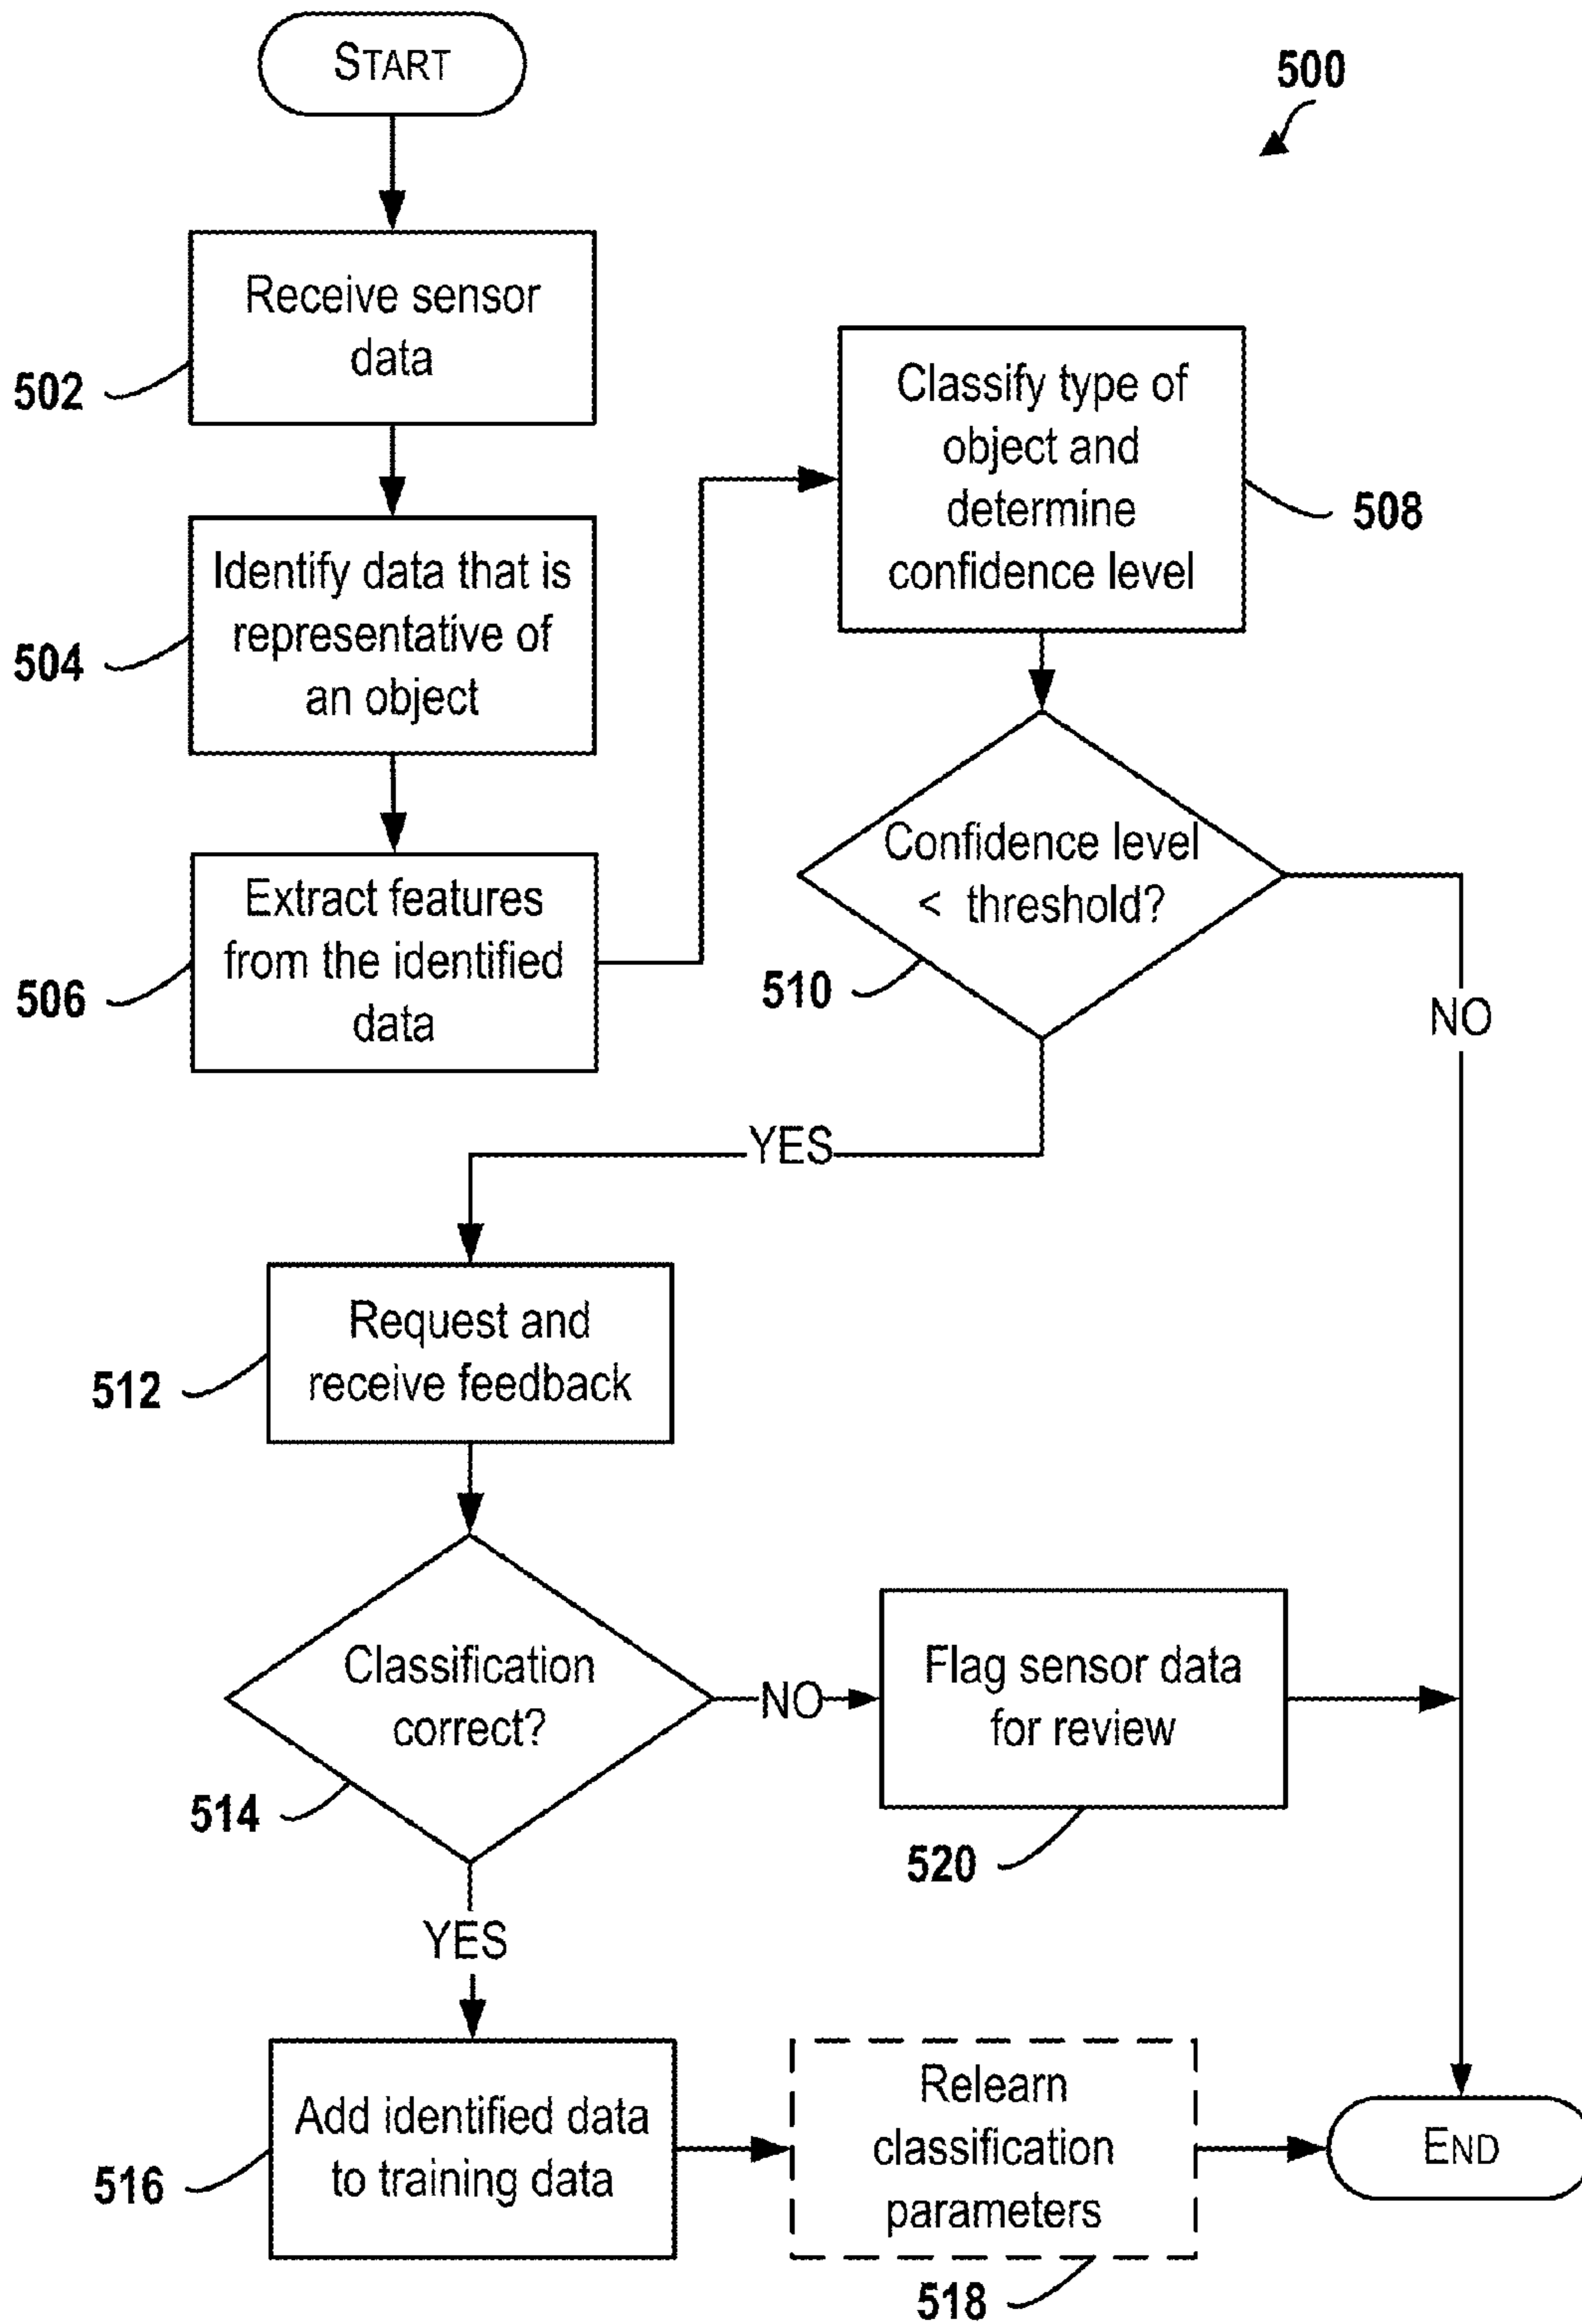 START
500
Receive sensor
data
502
Identify data that is
representative of
an object
504
Extract features
from the identified
data
506
Classify type of
object and
determine
confidence level
508
Confidence level
< threshold?
510
NO
YES
Request and
receive feedback
512
Classification
correct?
514
NO
Flag sensor data
for review
520
YES
Add identified data
to training data
516
Relearn
classification
parameters
518
END